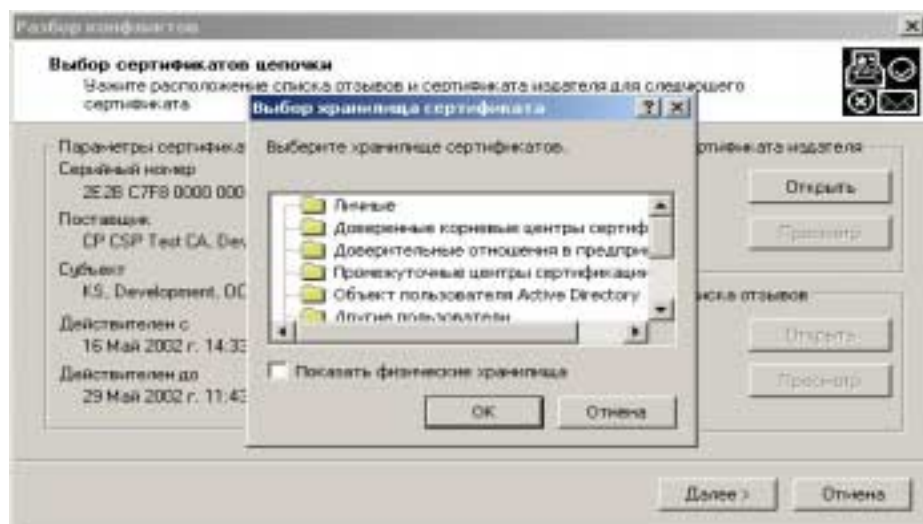 Разбор конфликтов
Выбор сертификатов цепочки
Укажите расположение списка отзывов и сертификата издателя для следующего
сертификата
Выбор хранилища сертификата
Выберите хранилище сертификатов.
Личные
Доверенные корневые центры сертиф
Доверительные отношения в предпри
Промежуточные центры сертификации
Объект пользователя Active Directory
Другие пользователи
Показать физические хранилища
OK
Отмена
Параметры сертифика
Серийный номер
2E2B C7F8 0000 000
Поставщик
CP CSP Test CA, Dev
Субъект
KS, Development, DC
Действителен с
16 Май 2002 г. 14:33
Действителен до
29 Май 2002 г. 11:43
ртификата издателя
Открыть
Просмотр
иска отзывов
Открыть
Просмотр
Далее >
Отмена